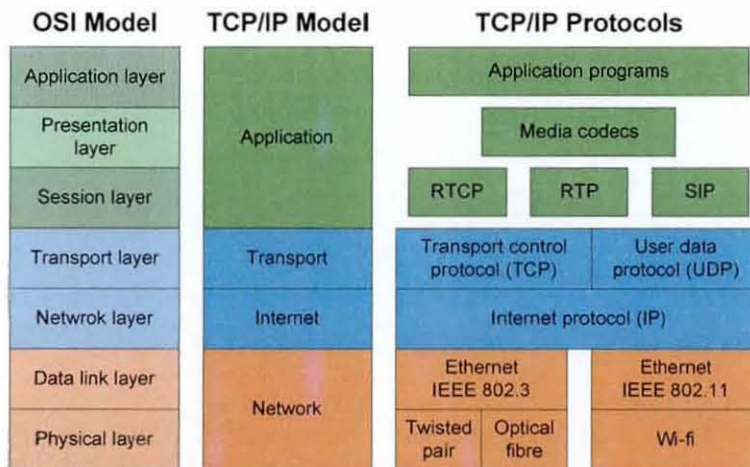 OSI Model
TCP/IP Model
TCP/IP Protocols
Application layer
Presentation
layer
Session layer
Transport layer
Netwrok layer
Data link layer
Physical layer
Application
Transport
Internet
Network
Application programs
Media codecs
RTCP
RTP
SIP
Transport control
protocol (TCP)
User data
protocol (UDP)
Internet protocol (IP)
Ethernet
IEEE 802.3
Ethernet
IEEE 802.11
Twisted
pair
Optical
fibre
Wi-fi